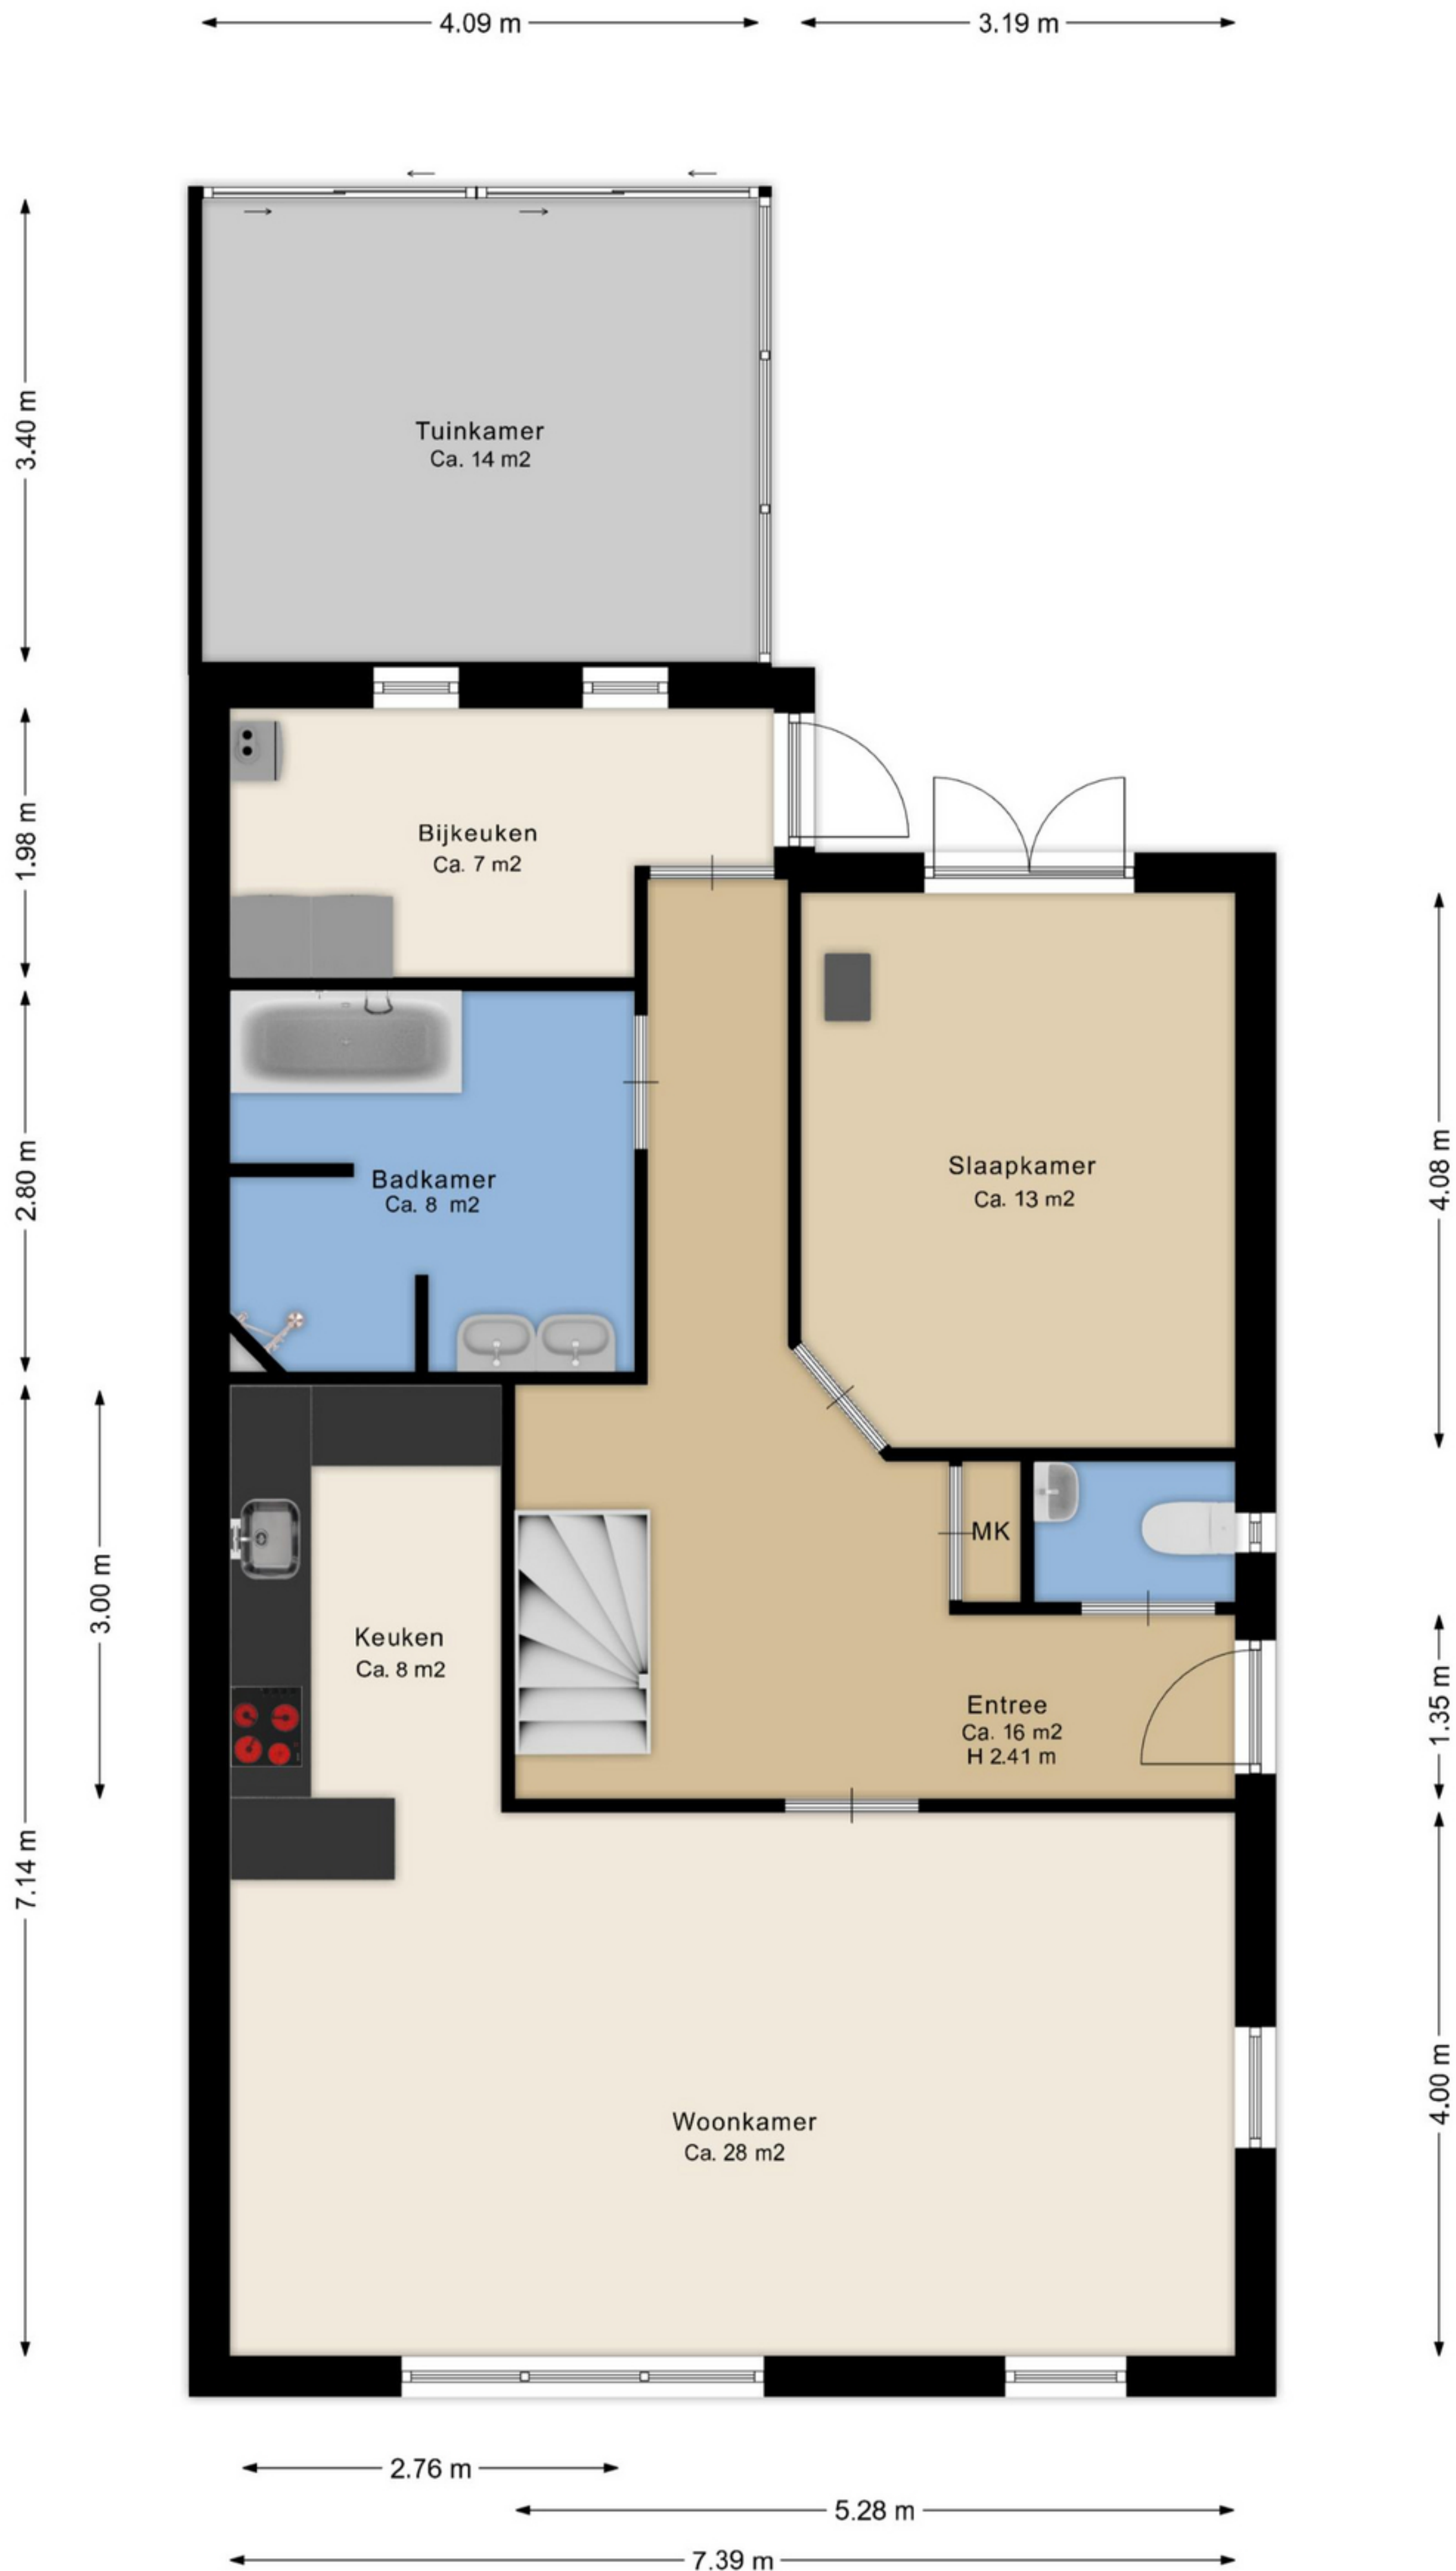 4.09 m
3.19 m
3.40 m
Tuinkamer
Ca. 14 m2
1.98 m
Bijkeuken
Ca. 7 m2
2.80 m
Badkamer
Ca. 8 m2
Slaapkamer
Ca. 13 m2
4.08 m
MK
3.00 m
Keuken
Ca. 8 m2
Entree
Ca. 16 m2
H 2.41 m
1.35 m
7.14 m
Woonkamer
Ca. 28 m2
4.00 m
2.76 m
5.28 m
7.39 m